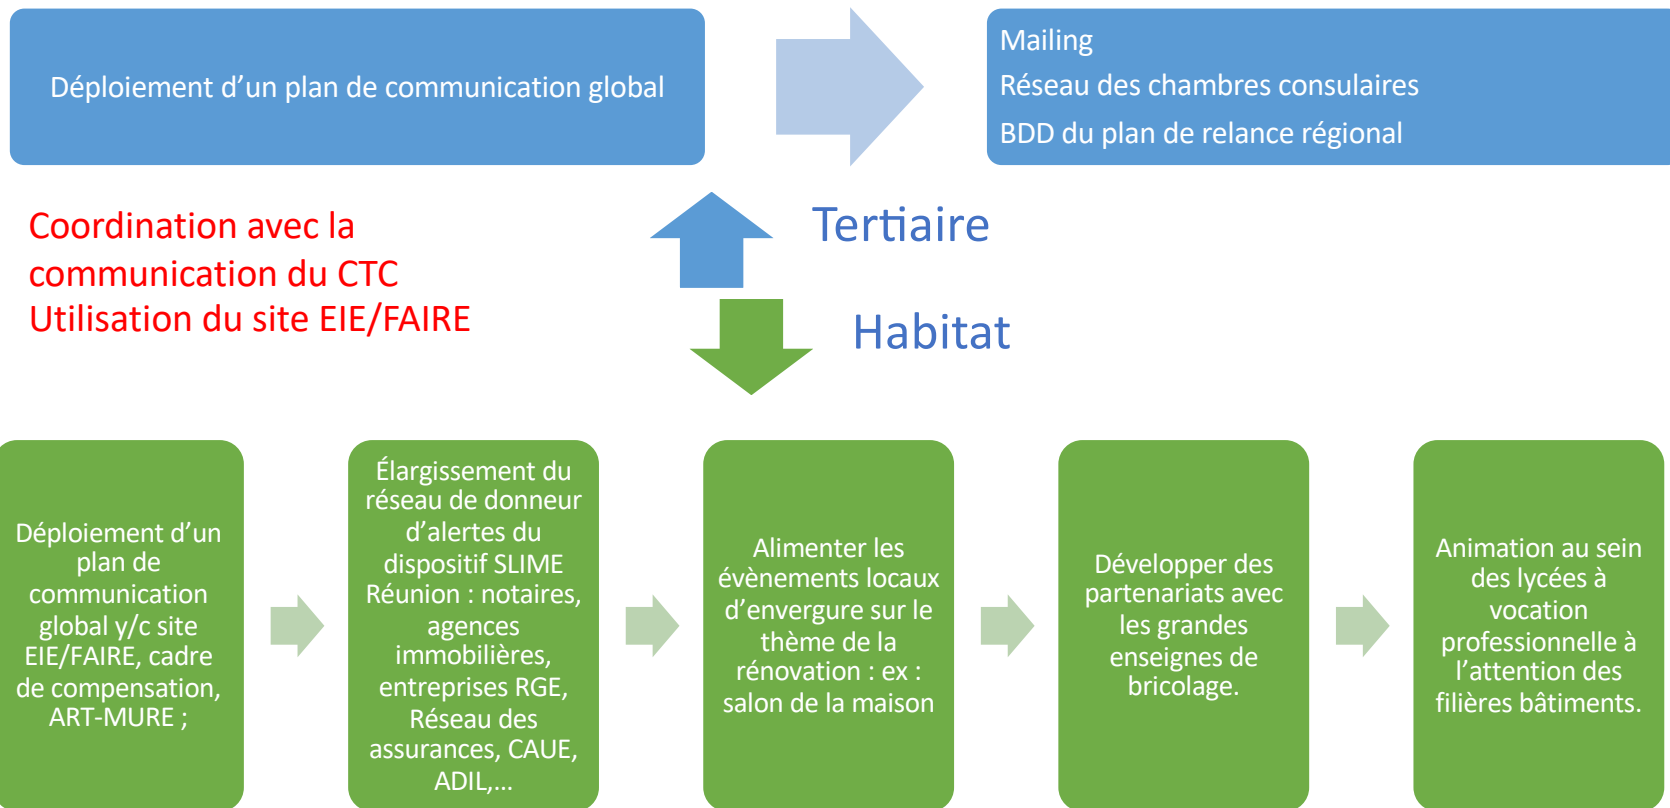 Déploiement d’un plan de communication global
Mailing
Réseau des chambres consulaires
BDD du plan de relance régional
Coordination avec la
communication du CTC
Utilisation du site EIE/FAIRE
Tertiaire
Habitat
Déploiement d’un
plan de
communication
global y/c site
EIE/FAIRE, cadre
de compensation,
ART-MURE ;
Élargissement du
réseau de donneur
d’alertes du
dispositif SLIME
Réunion : notaires,
agences
immobilières,
entreprises RGE,
Réseau des
assurances, CAUE,
ADIL,…
Alimenter les
évènements locaux
d’envergure sur le
thème de la
rénovation : ex :
salon de la maison
Développer des
partenariats avec
les grandes
enseignes de
bricolage.
Animation au sein
des lycées à
vocation
professionnelle à
l’attention des
filières bâtiments.